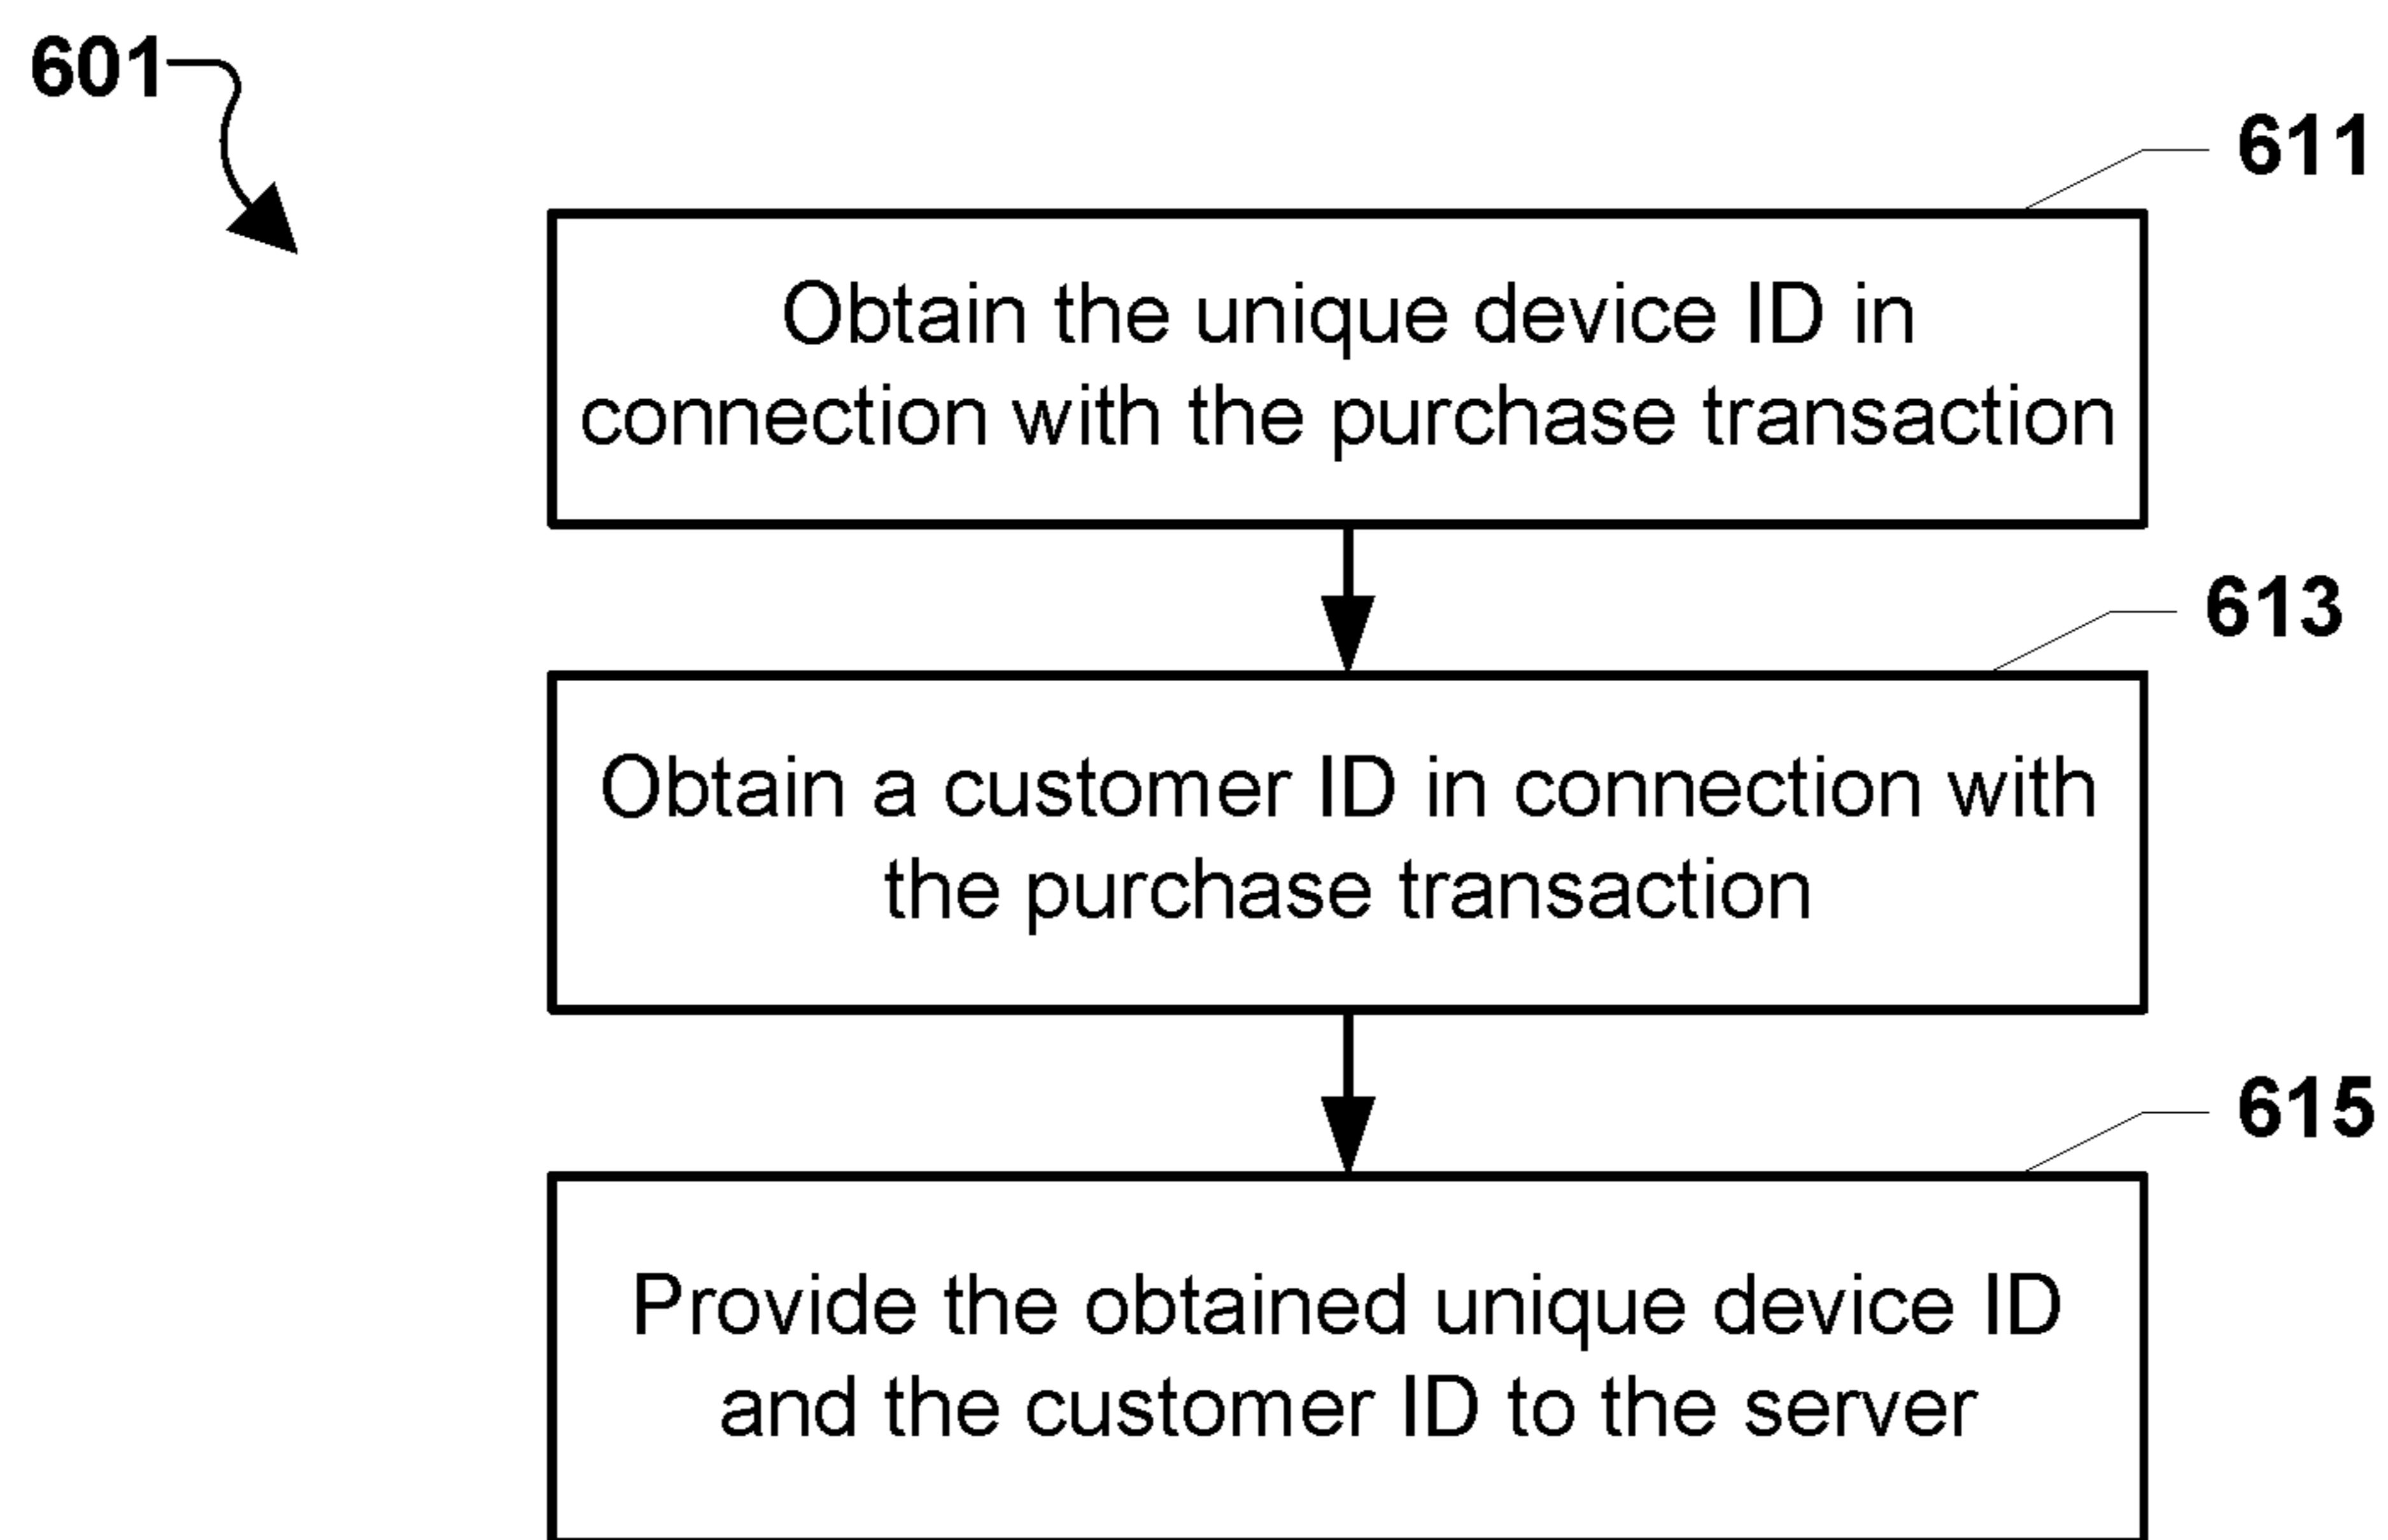 601
611
Obtain the unique device ID in
connection with the purchase transaction
613
Obtain a customer ID in connection with
the purchase transaction
615
Provide the obtained unique device ID
and the customer ID to the server